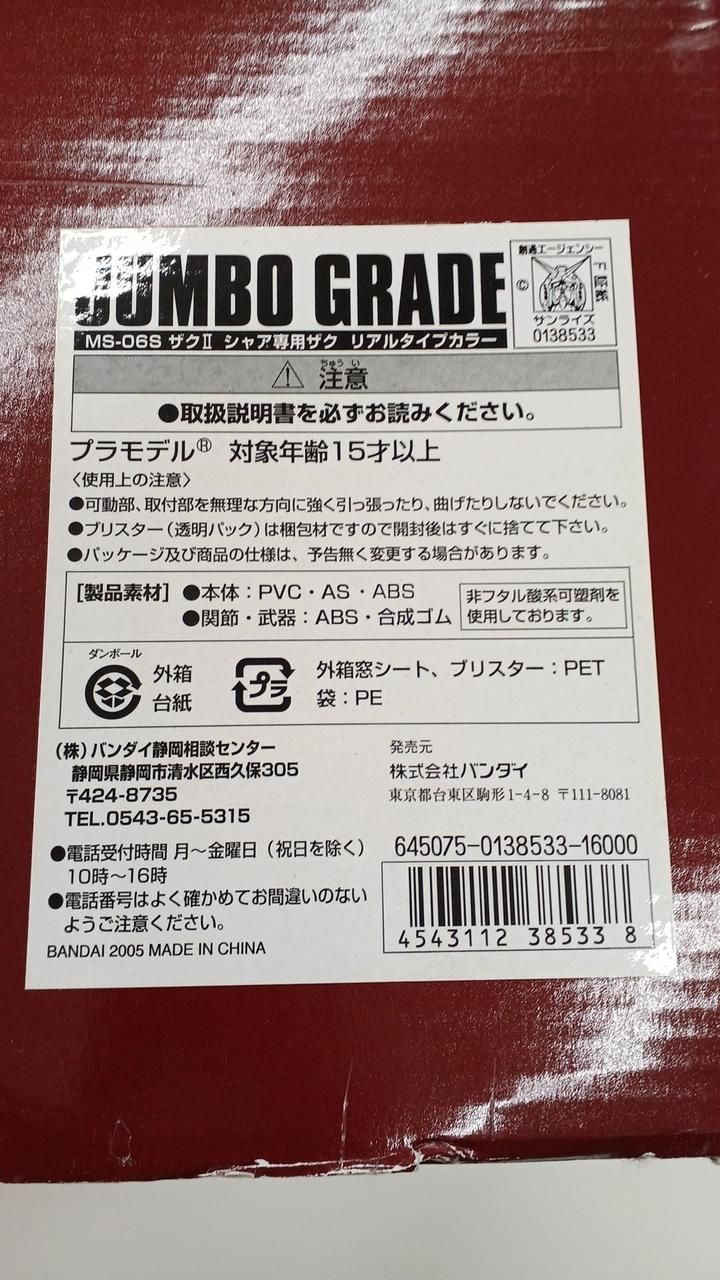 JUMBO GRADE
MS-06S ザクⅡ シャア専用ザク リアルタイプカラー
創通エージェンシー
©
サンライズ
0138533
ちゅうい
⚠ 注意
●取扱説明書を必ずお読みください。
プラモデル® 対象年齢15才以上
〈使用上の注意〉
●可動部、取付部を無理な方向に強く引っ張ったり、曲げたりしないでください。
●ブリスター(透明パック)は梱包材ですので開封後はすぐに捨てて下さい。
●パッケージ及び商品の仕様は、予告無く変更する場合があります。
[製品素材] ●本体:PVC・AS・ABS
●関節・武器:ABS・合成ゴム
非フタル酸系可塑剤を
使用しております。
ダンボール
外箱
台紙
プラ
外箱窓シート、ブリスター:PET
袋:PE
(株)バンダイ静岡相談センター
静岡県静岡市清水区西久保305
〒424-8735
TEL.0543-65-5315
●電話受付時間 月〜金曜日(祝日を除く)
10時〜16時
●電話番号はよく確かめてお間違いのない
ようご注意ください。
BANDAI 2005 MADE IN CHINA
発売元
株式会社バンダイ
東京都台東区駒形1-4-8 〒111-8081
645075-0138533-16000
4543112 38533 8